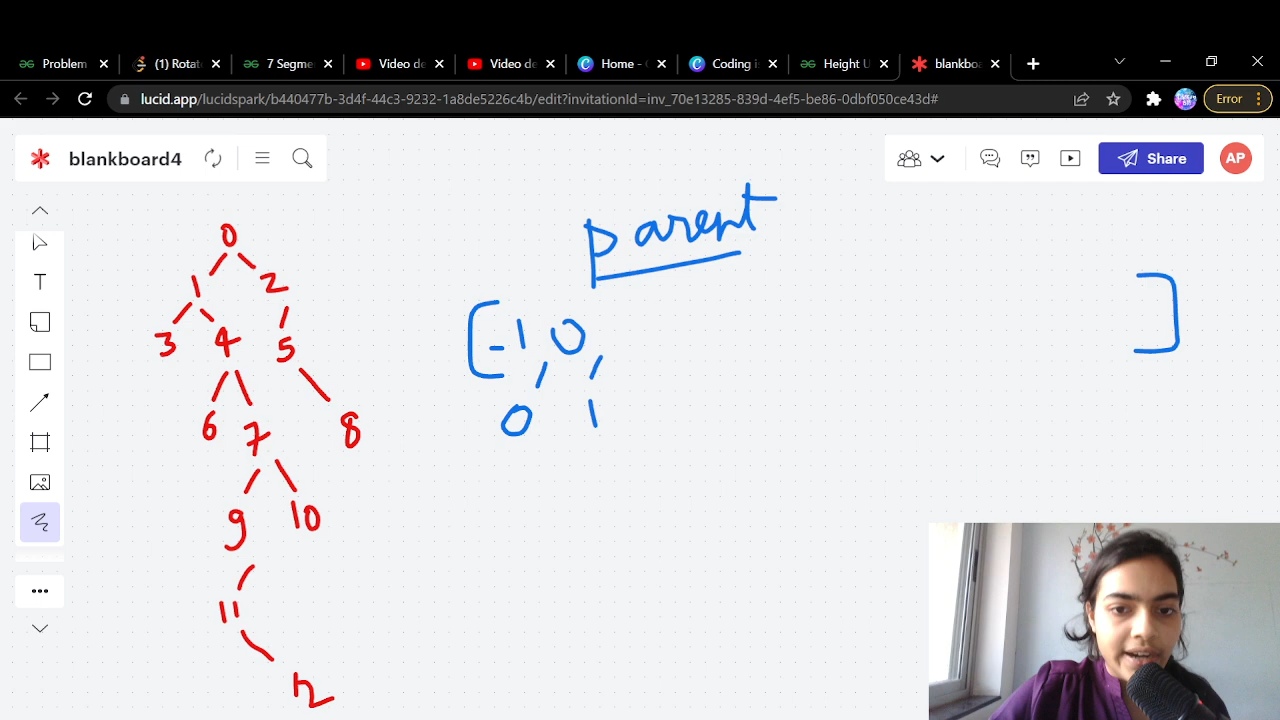 Problem
(1) Rotat
7 Segme
Video de
Video de
Home - C
Coding is
Height U
blankboa
lucid.app/lucidspark/b440477b-3d4f-44c3-9232-1a8de5226c4b/edit?invitationId=inv_70e13285-839d-4ef5-be86-0dbf050ce43d#
Error
blankboard4
Share
AP
T
parent
0
1 2
3 4 5
6 7 8
9 10
11
12
[-1, 0, ]
0 1